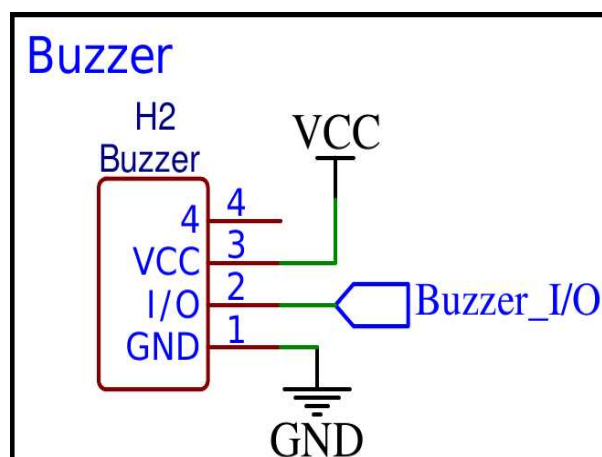 Buzzer
H2
Buzzer
VCC
4 4
VCC 3
I/O 2
Buzzer_I/O
GND 1
GND